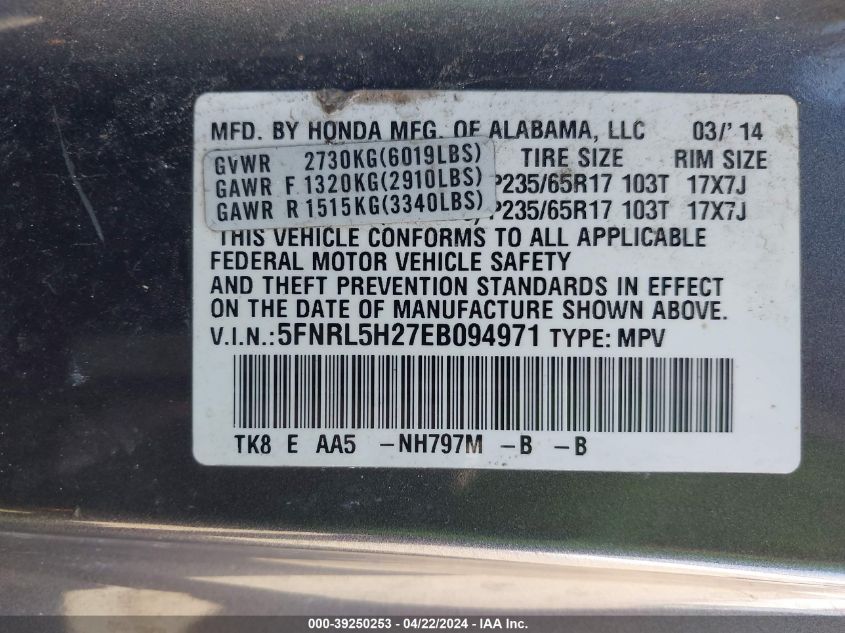 MFD. BY HONDA MFG. OF ALABAMA, LLC 03/'14
GVWR 2730KG(6019LBS) TIRE SIZE RIM SIZE
GAWR F 1320KG(2910LBS) P235/65R17 103T 17X7J
GAWR R 1515KG(3340LBS) P235/65R17 103T 17X7J
THIS VEHICLE CONFORMS TO ALL APPLICABLE
FEDERAL MOTOR VEHICLE SAFETY
AND THEFT PREVENTION STANDARDS IN EFFECT
ON THE DATE OF MANUFACTURE SHOWN ABOVE.
V.I.N.:5FNRL5H27EB094971 TYPE: MPV
TK8 E AA5 -NH797M -B -B
000-39250253 - 04/22/2024 - IAA Inc.